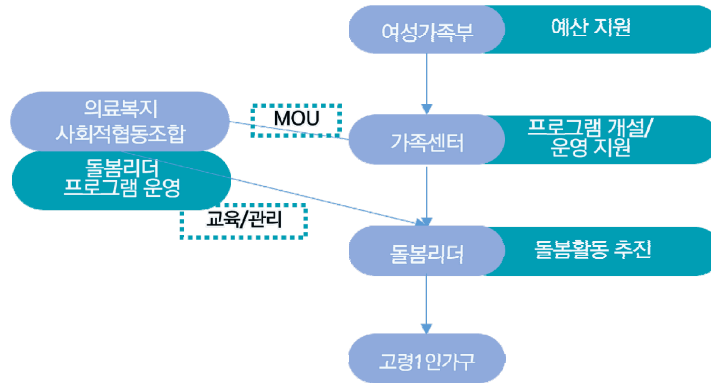 여성가족부
예산 지원
의료복지
사회적협동조합
MOU
가족센터
프로그램 개설/
운영 지원
돌봄리더
프로그램 운영
교육/관리
돌봄리더
돌봄활동 추진
고령1인가구